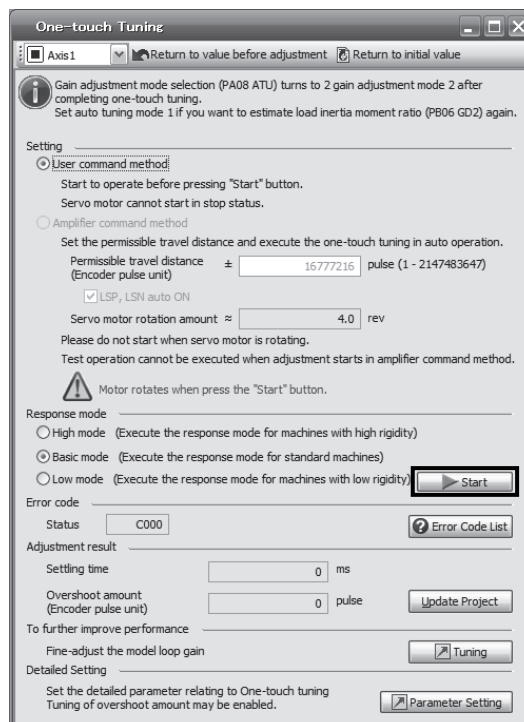 One-touch Tuning
Axis1 Return to value before adjustment Return to initial value
Gain adjustment mode selection (PA08 ATU) turns to 2 gain adjustment mode 2 after
completing one-touch tuning.
Set auto tuning mode 1 if you want to estimate load inertia moment ratio (PB06 GD2) again.
Setting
User command method
Start to operate before pressing "Start" button.
Servo motor cannot start in stop status.
Amplifier command method
Set the permissible travel distance and execute the one-touch tuning in auto operation.
Permissible travel distance
(Encoder pulse unit) ± 16777216 pulse (1 - 2147483647)
LSP, LSN auto ON
Servo motor rotation amount ≈ 4.0 rev
Please do not start when servo motor is rotating.
Test operation cannot be executed when adjustment starts in amplifier command method.
Motor rotates when press the "Start" button.
Response mode
High mode (Execute the response mode for machines with high rigidity)
Basic mode (Execute the response mode for standard machines)
Low mode (Execute the response mode for machines with low rigidity) Start
Error code
Status C000 Error Code List
Adjustment result
Settling time 0 ms
Overshoot amount
(Encoder pulse unit) 0 pulse Update Project
To further improve performance
Fine-adjust the model loop gain Tuning
Detailed Setting
Set the detailed parameter relating to One-touch tuning
Tuning of overshoot amount may be enabled. Parameter Setting